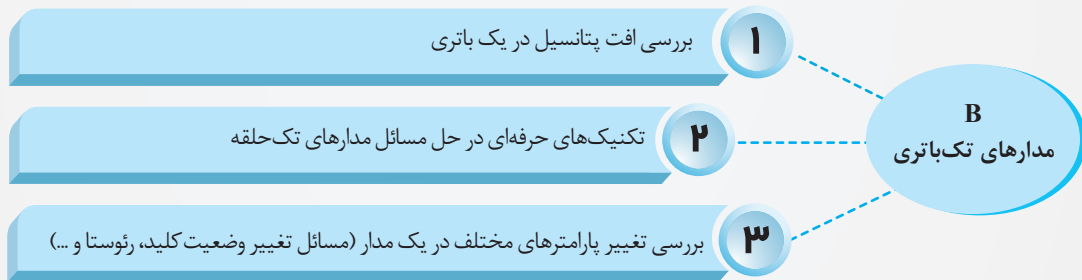 B
مدارهای تک‌باتری
۱
بررسی افت پتانسیل در یک باتری
۲
تکنیک‌های حرفه‌ای در حل مسائل مدارهای تک‌حلقه
۳
بررسی تغییر پارامترهای مختلف در یک مدار (مسائل تغییر وضعیت کلید، رئوستا و ...)